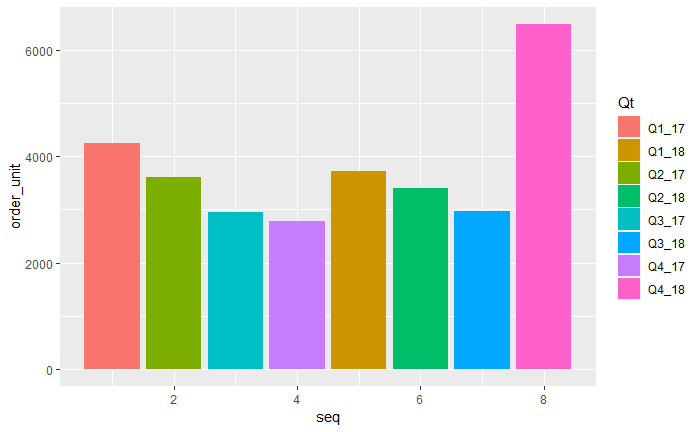 6000
4000
2000
0
order_unit
2
4
6
8
seq
Qt
Q1_17
Q1_18
Q2_17
Q2_18
Q3_17
Q3_18
Q4_17
Q4_18